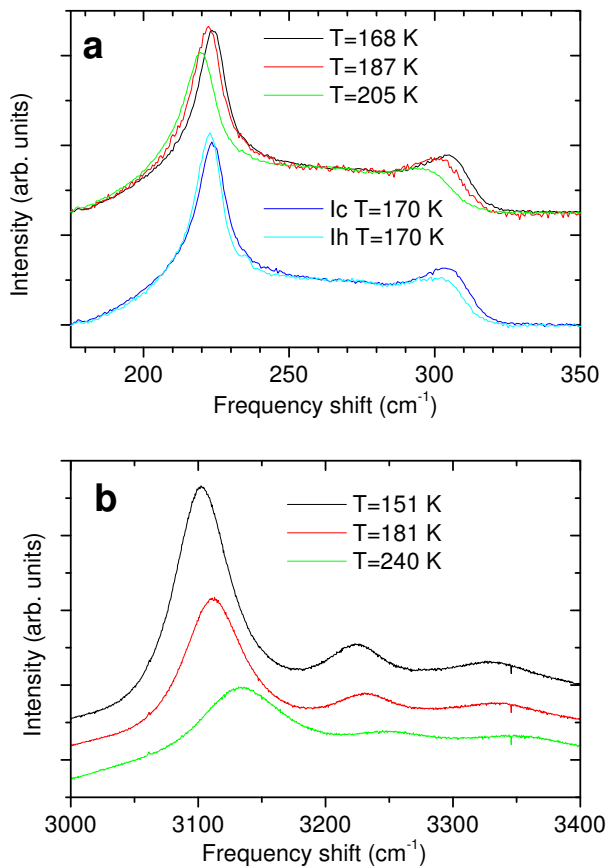 a
T=168 K
T=187 K
T=205 K
Ic T=170 K
Ih T=170 K
Intensity (arb. units)
200 250 300 350
Frequency shift (cm⁻¹)
b
T=151 K
T=181 K
T=240 K
Intensity (arb. units)
3000 3100 3200 3300 3400
Frequency shift (cm⁻¹)